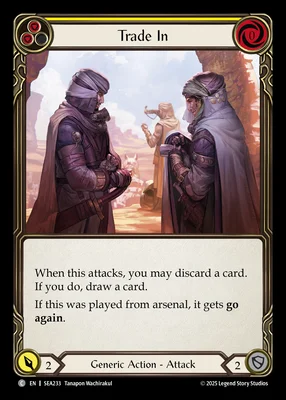 Trade In
When this attacks, you may discard a card.
If you do, draw a card.
If this was played from arsenal, it gets go
again.
2 Generic Action - Attack 2
C EN | SEA233 Tanapon Wachirakul © 2025 Legend Story Studios